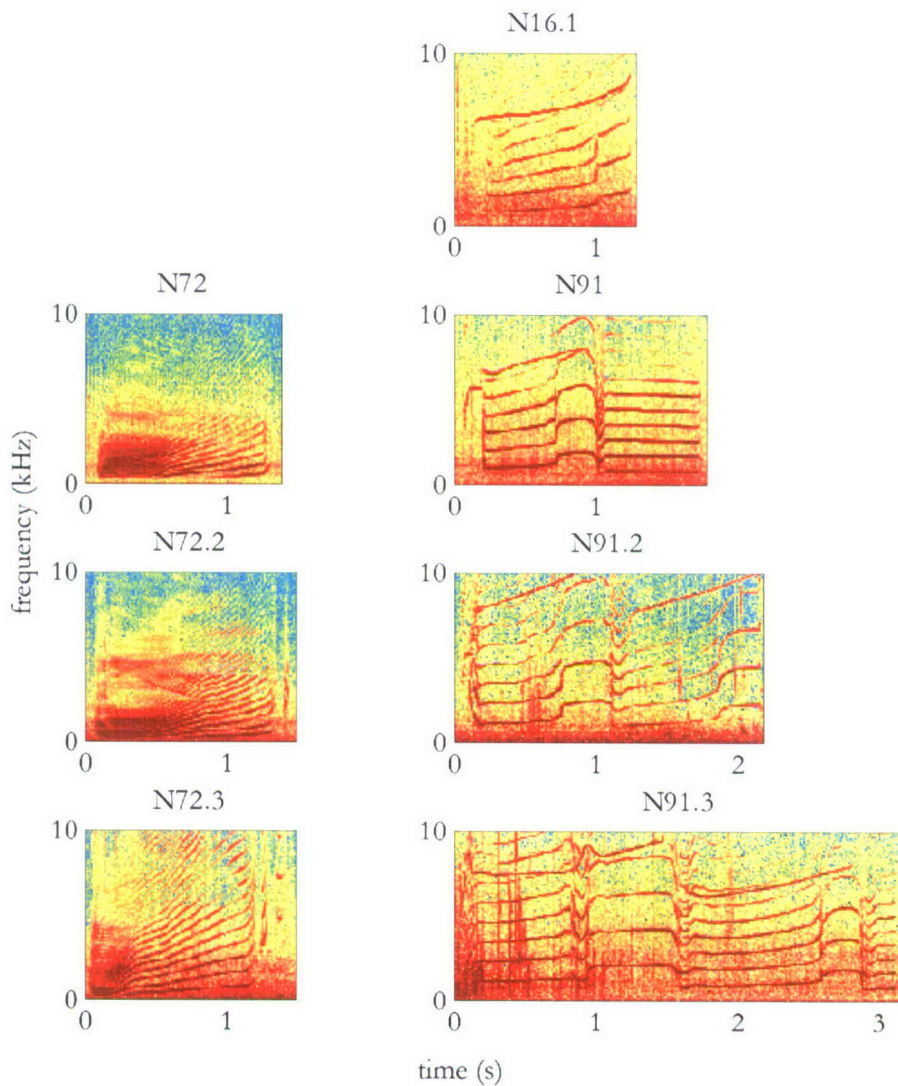 N16.1
10
0
0 1
N72 N91
10 10
0 0
0 1 0 1
N72.2 N91.2
10 10
0 0
0 1 0 1 2
N72.3 N91.3
10 10
0 0
0 1 0 1 2 3
frequency (kHz)
time (s)